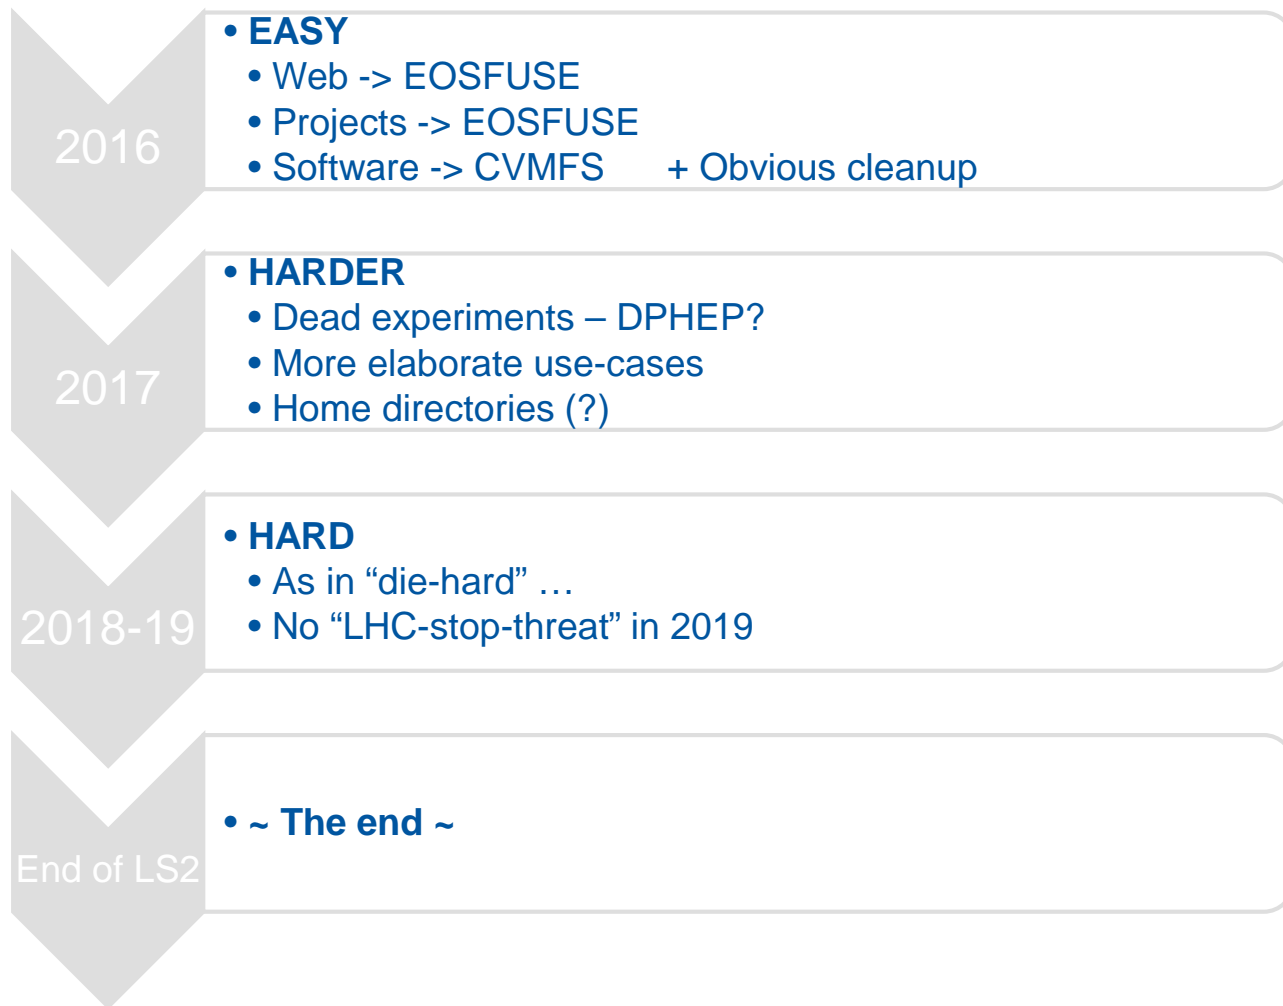 2016
• EASY
• Web -> EOSFUSE
• Projects -> EOSFUSE
• Software -> CVMFS + Obvious cleanup
2017
• HARDER
• Dead experiments – DPHEP?
• More elaborate use-cases
• Home directories (?)
2018-19
• HARD
• As in “die-hard” …
• No “LHC-stop-threat” in 2019
End of LS2
• ~ The end ~